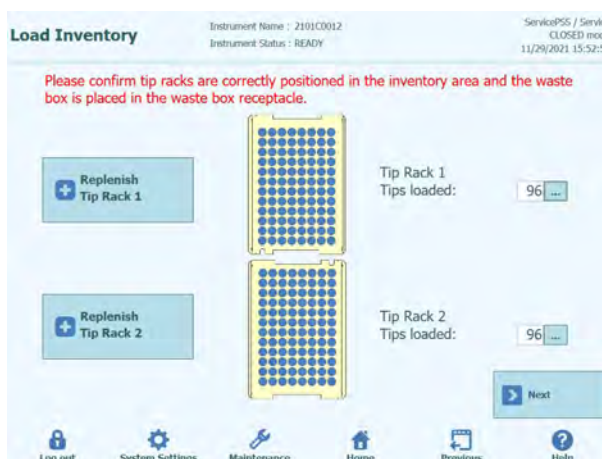 Load Inventory
Instrument Name : 2101C0012
Instrument Status : READY
ServicePSS / Servi
CLOSED mo
11/29/2021 15:52:5
Please confirm tip racks are correctly positioned in the inventory area and the waste
box is placed in the waste box receptacle.
Replenish
Tip Rack 1
Tip Rack 1
Tips loaded:
96 ...
Replenish
Tip Rack 2
Tip Rack 2
Tips loaded:
96 ...
Next
Log out
System Settings
Maintenance
Home
Previous
Help